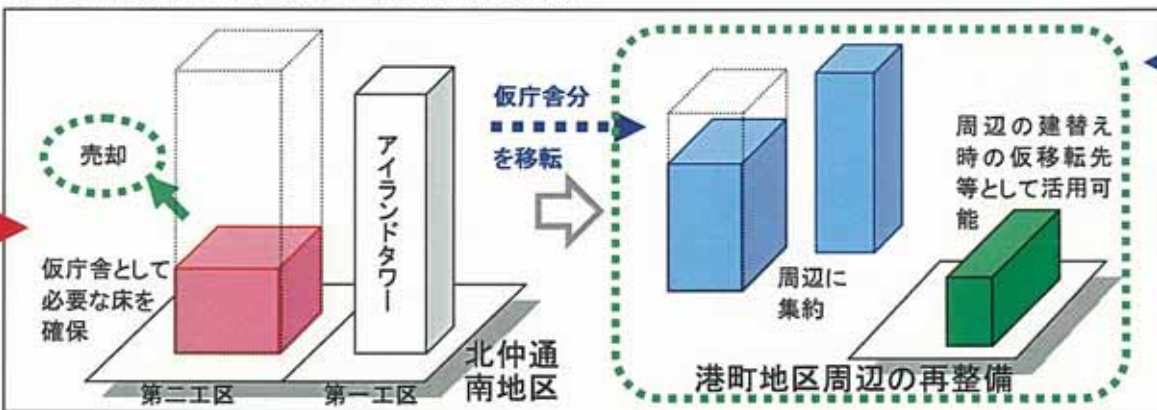 売却
仮庁舎として
必要な床を
確保
アイランドタワー
第二工区
第一工区
北仲通
南地区
仮庁舎分
を移転
周辺に
集約
周辺の建替え
時の仮移転先
等として活用可
能
港町地区周辺の再整備